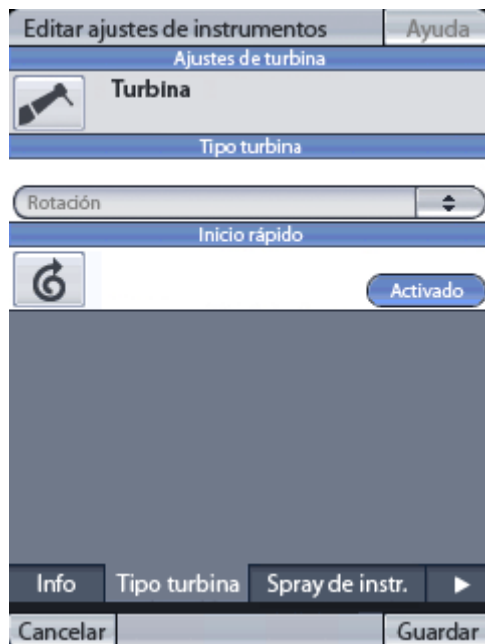 Editar ajustes de instrumentos Ayuda
Ajustes de turbina
Turbina
Tipo turbina
Rotación
Inicio rápido
Activado
Info Tipo turbina Spray de instr.
Cancelar Guardar